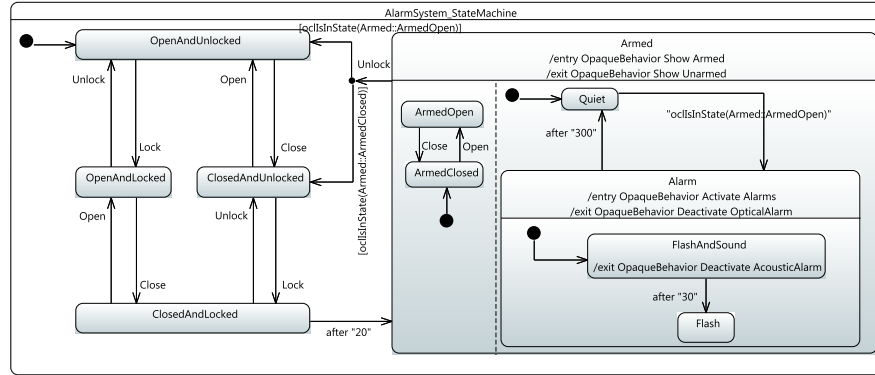 AlarmSystem_StateMachine
[oclIsInState(Armed::ArmedOpen)]
OpenAndUnlocked
Armed
/entry OpaqueBehavior Show Armed
/exit OpaqueBehavior Show Unarmed
Unlock
Unlock
Open
Quiet
ArmedOpen
"oclIsInState(Armed::ArmedOpen)"
after "300"
Lock
Close
Close
Open
[oclIsInState(Armed::ArmedClosed)]
OpenAndLocked
ClosedAndUnlocked
ArmedClosed
Alarm
/entry OpaqueBehavior Activate Alarms
/exit OpaqueBehavior Deactivate OpticalAlarm
Open
Unlock
FlashAndSound
/exit OpaqueBehavior Deactivate AcousticAlarm
Close
Lock
after "30"
ClosedAndLocked
Flash
after "20"